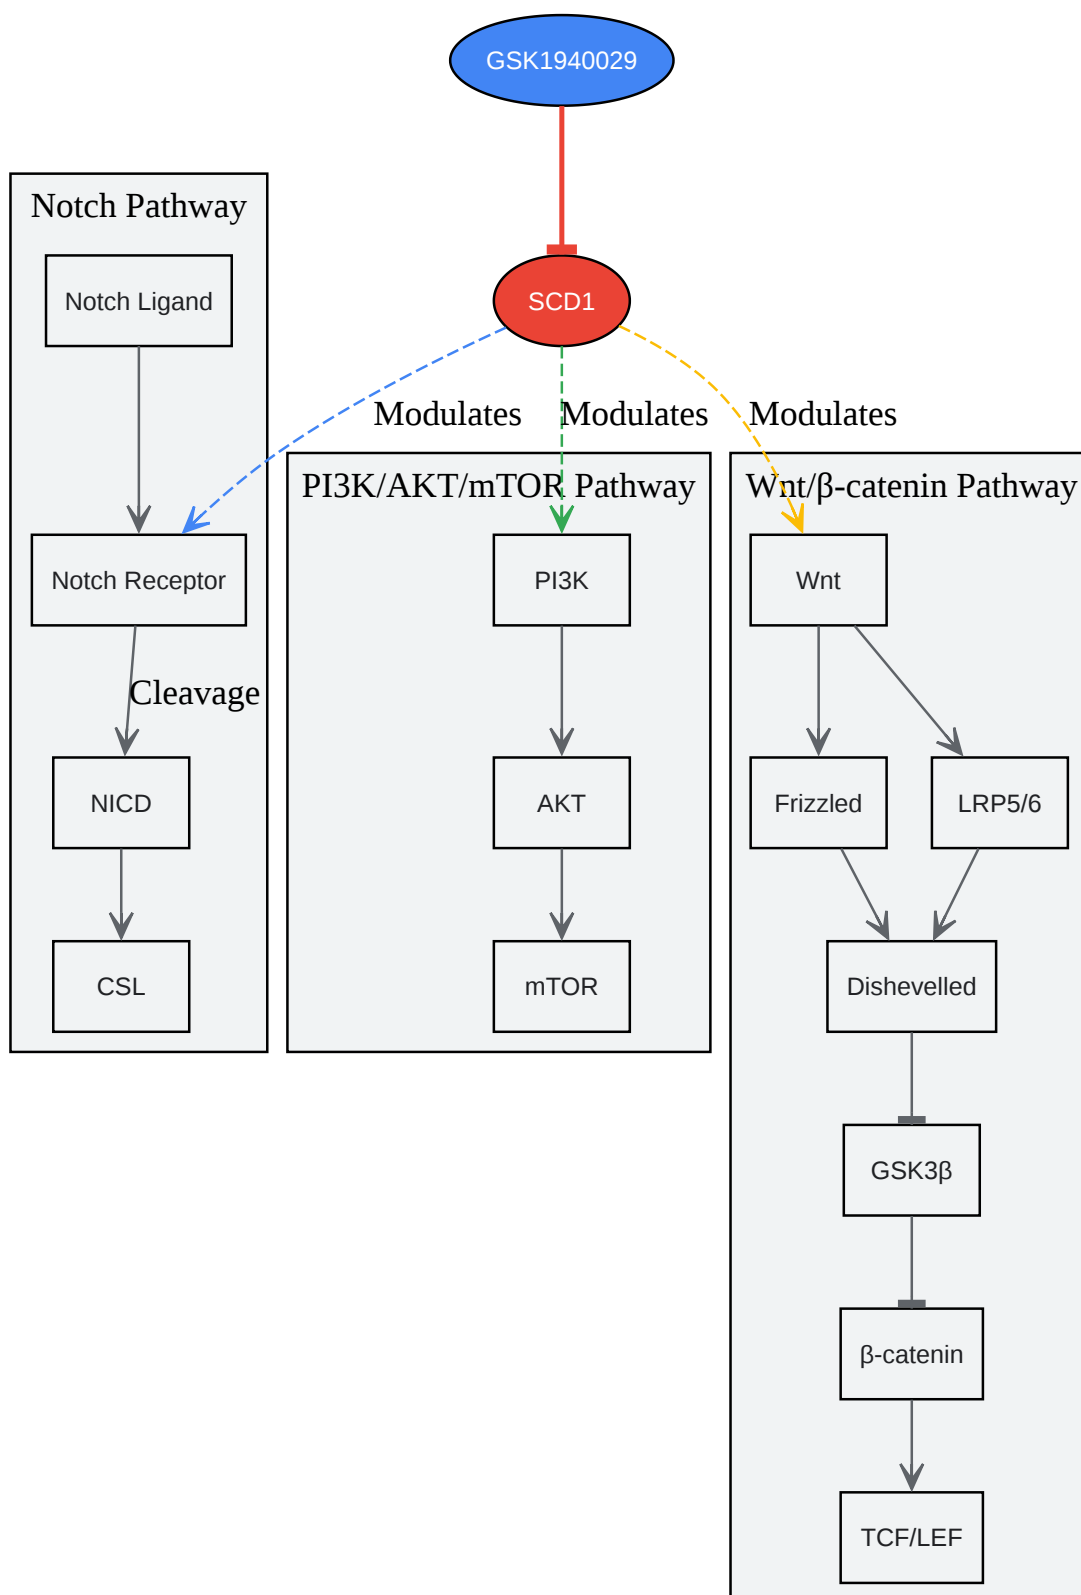 GSK1940029
Notch Pathway
Notch Ligand
SCD1
Modulates
Modulates
Modulates
PI3K/AKT/mTOR Pathway
Wnt/β-catenin Pathway
Notch Receptor
PI3K
Wnt
Cleavage
NICD
AKT
Frizzled
LRP5/6
CSL
mTOR
Dishevelled
GSK3β
β-catenin
TCF/LEF